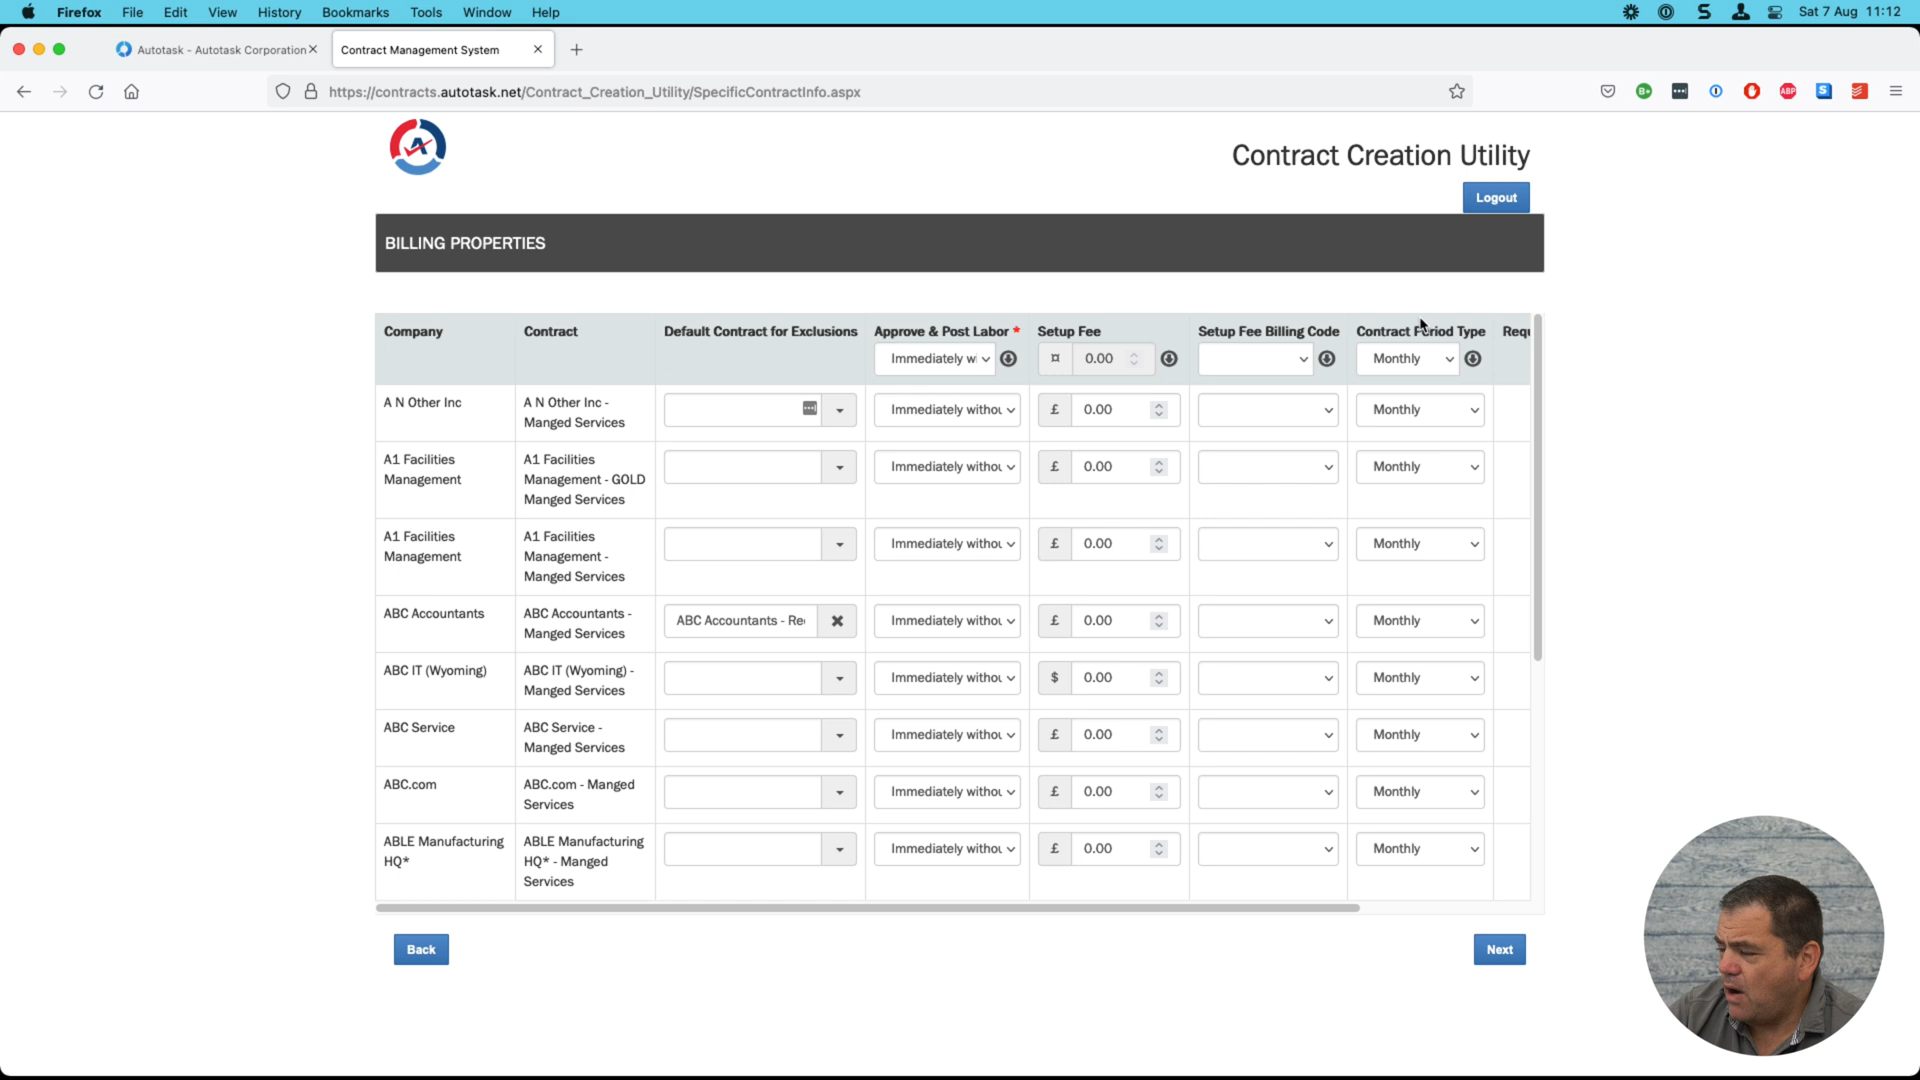 Firefox File Edit View History Bookmarks Tools Window Help Sat 7 Aug 11:12
Autotask - Autotask Corporation Contract Management System
https://contracts.autotask.net/Contract_Creation_Utility/SpecificContractInfo.aspx
Contract Creation Utility
Logout
BILLING PROPERTIES
Company Contract Default Contract for Exclusions Approve & Post Labor * Setup Fee Setup Fee Billing Code Contract Period Type Requ
Immediately wi ¤ 0.00 Monthly
A N Other Inc A N Other Inc - Immediately withou £ 0.00 Monthly
Manged Services
A1 Facilities A1 Facilities Immediately withou £ 0.00 Monthly
Management Management - GOLD
Manged Services
A1 Facilities A1 Facilities Immediately withou £ 0.00 Monthly
Management Management -
Manged Services
ABC Accountants ABC Accountants - ABC Accountants - Re Immediately withou £ 0.00 Monthly
Manged Services
ABC IT (Wyoming) ABC IT (Wyoming) - Immediately withou $ 0.00 Monthly
Manged Services
ABC Service ABC Service - Immediately withou £ 0.00 Monthly
Manged Services
ABC.com ABC.com - Manged Immediately withou £ 0.00 Monthly
Services
ABLE Manufacturing ABLE Manufacturing Immediately withou £ 0.00 Monthly
HQ* HQ* - Manged
Services
Back Next